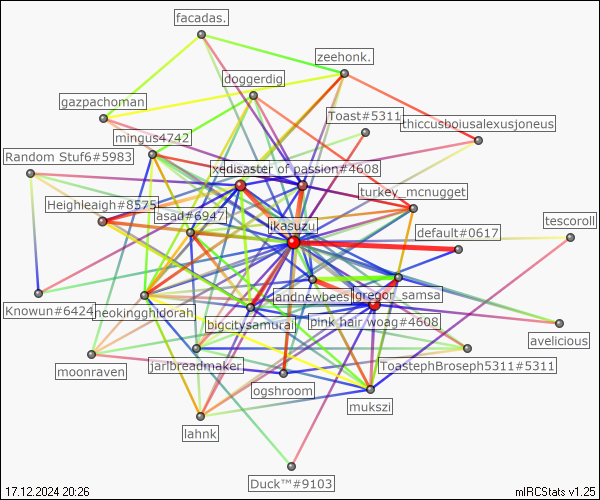 facadas.
zeehonk.
doggerdig
gazpachoman
Toast#5311
thiccusboiusalexusjoneus
mingus4742
Random Stuf6#5983
disaster of passion#4608
turkey_mcnugget
Heighleaigh#8575
asad#6947
tescoroll
ikasuzu
default#0617
andnewbees
gregor_samsa
Knowun#6424
neokingghidorah
bigcitysamurai
pink hair woag#4608
avelicious
moonraven
jarlbreadmaker
ToastephBroseph5311#5311
ogshroom
mukszi
lahnk
Duck™#9103
17.12.2024 20:26
mIRCStats v1.25